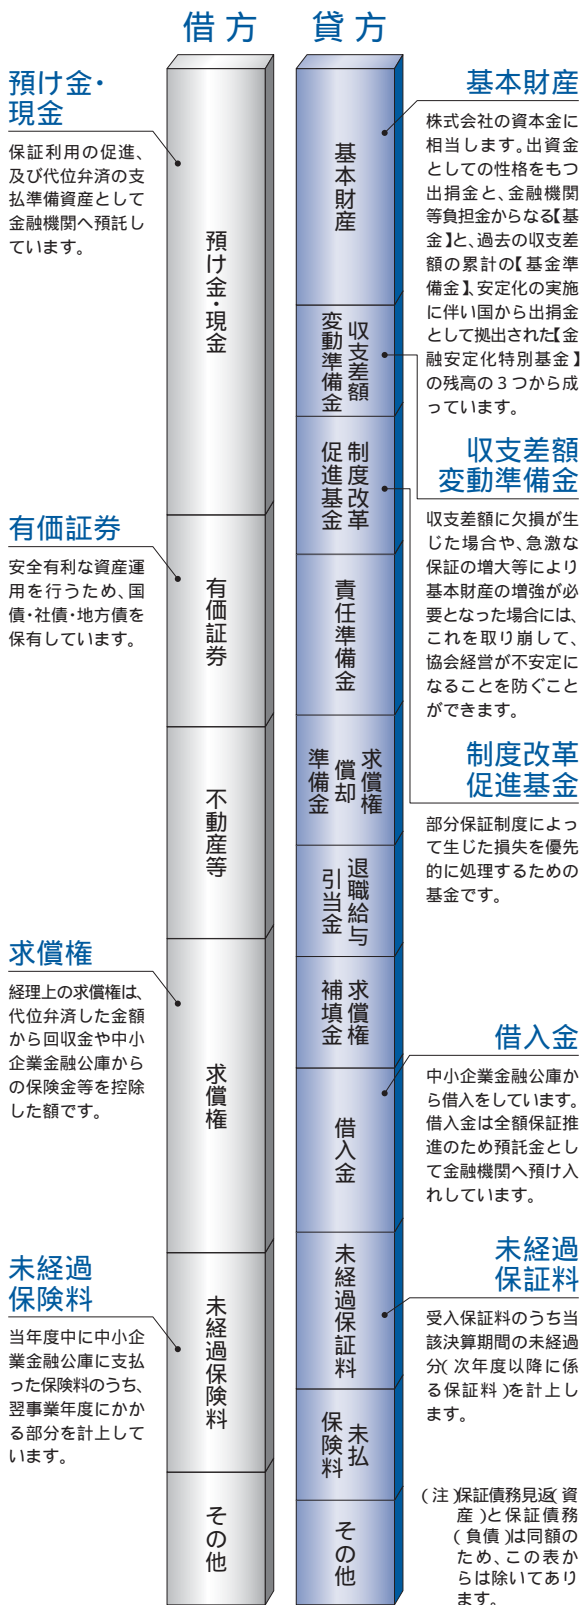 借方
貸方
預け金・
現金
保証利用の促進、
及び代位弁済の支
払準備資産として
金融機関へ預託し
ています。
有価証券
安全有利な資産運
用を行うため、国
債・社債・地方債を
保有しています。
求償権
経理上の求償権は、
代位弁済した金額
から回収金や中小
企業金融公庫から
の保険金等を控除
した額です。
未経過
保険料
当年度中に中小企
業金融公庫に支払
った保険料のうち、
翌事業年度にかか
る部分を計上して
います。
預け金・現金
有価証券
不動産等
求償権
未経過保険料
その他
基本財産
収支差額
変動準備金
制度改革
促進基金
責任準備金
求償権
償却
準備金
退職給与
引当金
求償権
補填金
借入金
未経過保証料
未払
保険料
その他
基本財産
株式会社の資本金に
相当します。出資金
としての性格をもつ
出捐金と、金融機関
等負担金からなる【基
金】と、過去の収支差
額の累計の【基金準
備金】、安定化の実施
に伴い国から出捐金
として拠出された【金
融安定化特別基金】
の残高の3つから成
っています。
収支差額
変動準備金
収支差額に欠損が生
じた場合や、急激な
保証の増大等により
基本財産の増強が必
要となった場合には、
これを取り崩して、
協会経営が不安定に
なることを防ぐこと
ができます。
制度改革
促進基金
部分保証制度によっ
て生じた損失を優先
的に処理するための
基金です。
借入金
中小企業金融公庫か
ら借入をしています。
借入金は全額保証推
進のため預託金とし
て金融機関へ預け入
れしています。
未経過
保証料
受入保証料のうち当
該決算期間の未経過
分(次年度以降に係
る保証料)を計上し
ます。
(注)保証債務見返(資
産)と保証債務
(負債)は同額の
ため、この表か
らは除いてあり
ます。